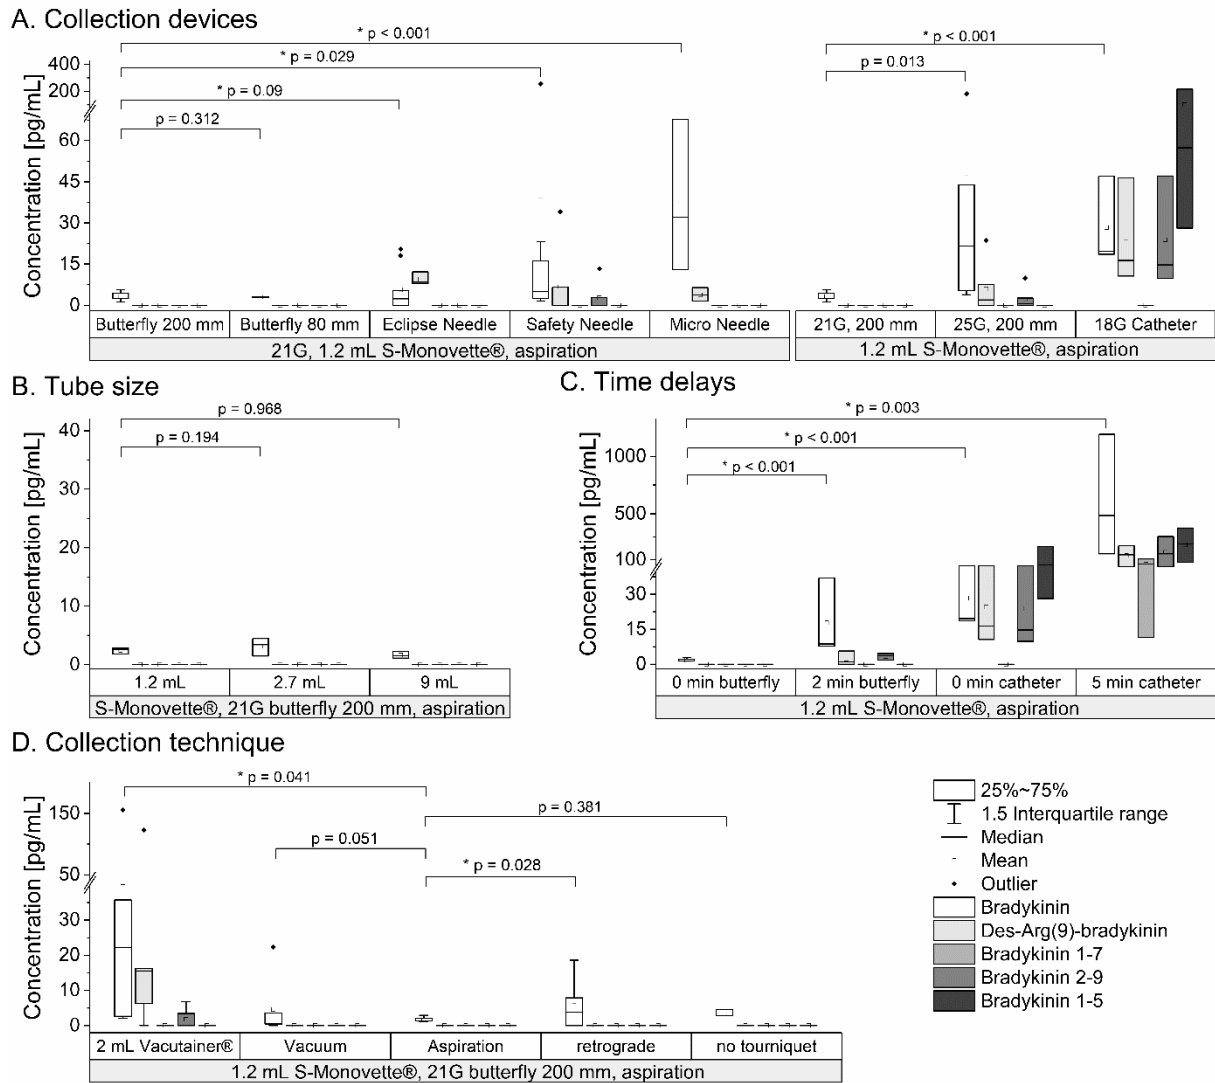 A. Collection devices
* p < 0.001
* p = 0.029
* p = 0.09
p = 0.312
* p < 0.001
p = 0.013
Concentration [pg/mL]
400
200
60
45
30
15
0
Butterfly 200 mm
Butterfly 80 mm
Eclipse Needle
Safety Needle
Micro Needle
21G, 1.2 mL S-Monovette®, aspiration
21G, 200 mm
25G, 200 mm
18G Catheter
1.2 mL S-Monovette®, aspiration
B. Tube size
p = 0.968
p = 0.194
Concentration [pg/mL]
40
30
20
10
0
1.2 mL
2.7 mL
9 mL
S-Monovette®, 21G butterfly 200 mm, aspiration
C. Time delays
* p = 0.003
* p < 0.001
* p < 0.001
Concentration [pg/mL]
1000
500
100
30
15
0
0 min butterfly
2 min butterfly
0 min catheter
5 min Catheter
1.2 mL S-Monovette®, aspiration
D. Collection technique
* p = 0.041
p = 0.381
p = 0.051
* p = 0.028
Concentration [pg/mL]
150
50
30
20
10
0
2 mL Vacutainer®
Vacuum
Aspiration
retrograde
no tourniquet
1.2 mL S-Monovette®, 21G butterfly 200 mm, aspiration
25%~75%
1.5 Interquartile range
Median
Mean
Outlier
Bradykinin
Des-Arg(9)-bradykinin
Bradykinin 1-7
Bradykinin 2-9
Bradykinin 1-5